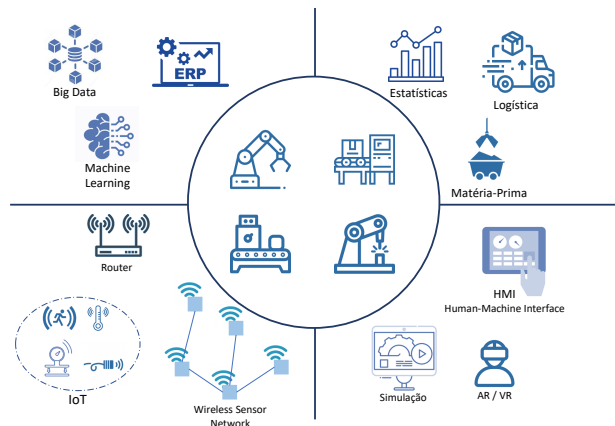 Big Data
ERP
Machine
Learning
Estatísticas
Logística
Matéria-Prima
Router
IoT
Wireless Sensor
Network
HMI
Human-Machine Interface
Simulação
AR / VR